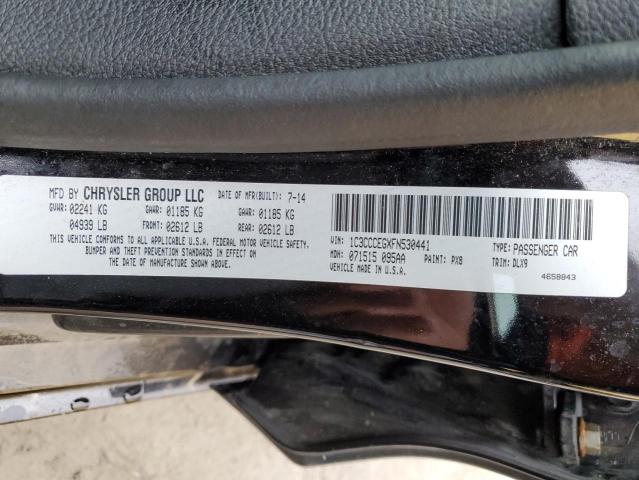 MFD BY CHRYSLER GROUP LLC DATE OF MFR(BUILT): 7-14
GVWR: 02241 KG GAWR: 01185 KG GAWR: 01185 KG
04939 LB FRONT: 02612 LB REAR: 02612 LB
THIS VEHICLE CONFORMS TO ALL APPLICABLE U.S.A. FEDERAL MOTOR VEHICLE SAFETY,
BUMPER AND THEFT PREVENTION STANDARDS IN EFFECT ON
THE DATE OF MANUFACTURE SHOWN ABOVE.
VIN: 1C3CCCEGXFN530441 TYPE: PASSENGER CAR
MDH: 071515 095AA PAINT: PX8 TRIM: DLX9
VEHICLE MADE IN U.S.A. 4658843